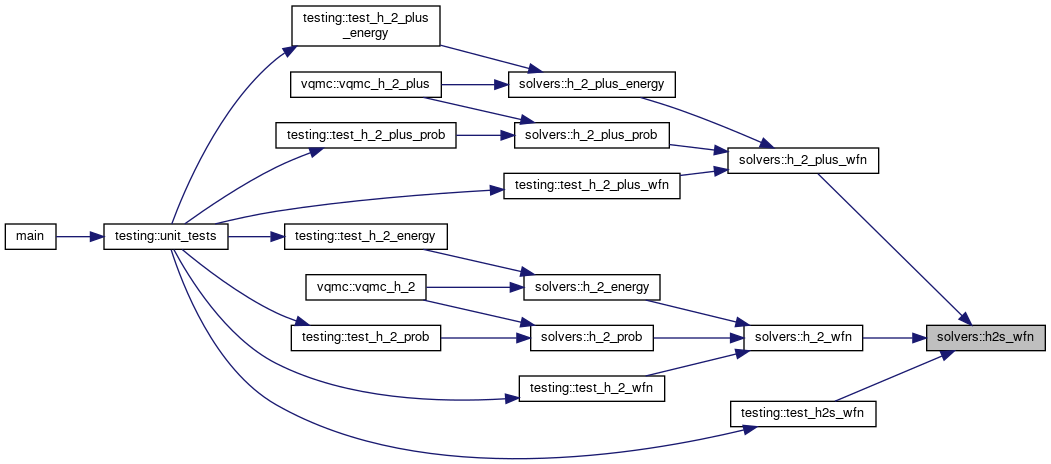 testing::test_h_2_plus
_energy
vqmc::vqmc_h_2_plus
solvers::h_2_plus_energy
testing::test_h_2_plus_prob
solvers::h_2_plus_prob
solvers::h_2_plus_wfn
testing::test_h_2_plus_wfn
main
testing::unit_tests
testing::test_h_2_energy
vqmc::vqmc_h_2
solvers::h_2_energy
testing::test_h_2_prob
solvers::h_2_prob
solvers::h_2_wfn
solvers::h2s_wfn
testing::test_h_2_wfn
testing::test_h2s_wfn